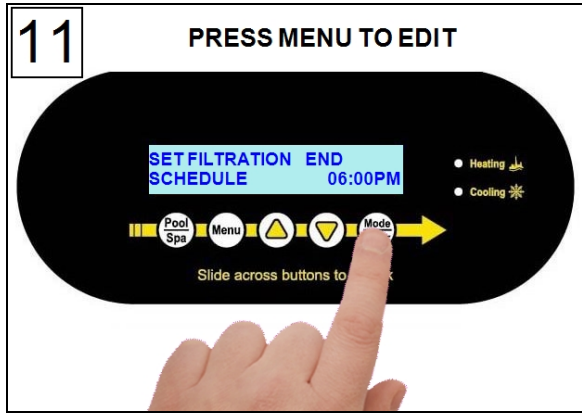 11
PRESS MENU TO EDIT
SET FILTRATION END
SCHEDULE 06:00PM
Heating
Cooling
Pool
Spa
Menu
Mode
Slide across buttons to